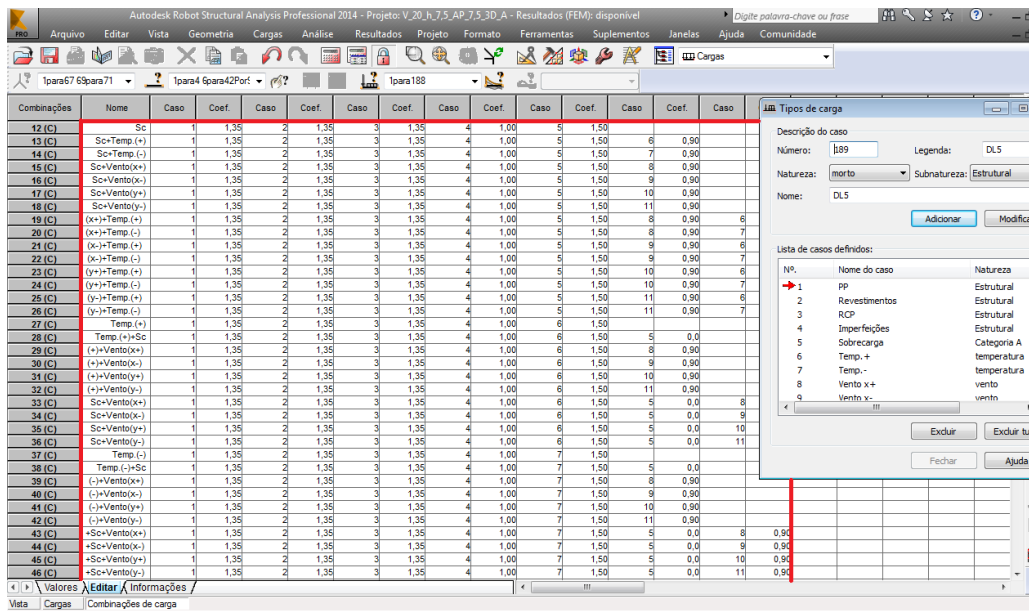 Autodesk Robot Structural Analysis Professional 2014 - Projeto: V_20_h_7,5_AP_7,5_3D_A - Resultados (FEM): disponível
Digite palavra-chave ou frase
PRO Arquivo Editar Vista Geometria Cargas Análise Resultados Projeto Formato Ferramentas Suplementos Janelas Ajuda Comunidade
Cargas
1para67 69para71 1para4 6para42Por 1para188
Combinações Nome Caso Coef. Caso Coef. Caso Coef. Caso Coef. Caso Coef. Caso Coef. Caso
12 (C) Sc 1 1,35 2 1,35 3 1,35 4 1,00 5 1,50
13 (C) Sc+Temp.(+) 1 1,35 2 1,35 3 1,35 4 1,00 5 1,50 6 0,90
14 (C) Sc+Temp.(-) 1 1,35 2 1,35 3 1,35 4 1,00 5 1,50 7 0,90
15 (C) Sc+Vento(x+) 1 1,35 2 1,35 3 1,35 4 1,00 5 1,50 8 0,90
16 (C) Sc+Vento(x-) 1 1,35 2 1,35 3 1,35 4 1,00 5 1,50 9 0,90
17 (C) Sc+Vento(y+) 1 1,35 2 1,35 3 1,35 4 1,00 5 1,50 10 0,90
18 (C) Sc+Vento(y-) 1 1,35 2 1,35 3 1,35 4 1,00 5 1,50 11 0,90
19 (C) (x+)+Temp.(+) 1 1,35 2 1,35 3 1,35 4 1,00 5 1,50 8 0,90 6
20 (C) (x+)+Temp.(-) 1 1,35 2 1,35 3 1,35 4 1,00 5 1,50 8 0,90 7
21 (C) (x-)+Temp.(+) 1 1,35 2 1,35 3 1,35 4 1,00 5 1,50 9 0,90 6
22 (C) (x-)+Temp.(-) 1 1,35 2 1,35 3 1,35 4 1,00 5 1,50 9 0,90 7
23 (C) (y+)+Temp.(+) 1 1,35 2 1,35 3 1,35 4 1,00 5 1,50 10 0,90 6
24 (C) (y+)+Temp.(-) 1 1,35 2 1,35 3 1,35 4 1,00 5 1,50 10 0,90 7
25 (C) (y-)+Temp.(+) 1 1,35 2 1,35 3 1,35 4 1,00 5 1,50 11 0,90 6
26 (C) (y-)+Temp.(-) 1 1,35 2 1,35 3 1,35 4 1,00 5 1,50 11 0,90 7
27 (C) Temp.(+) 1 1,35 2 1,35 3 1,35 4 1,00 6 1,50
28 (C) Temp.(+)+Sc 1 1,35 2 1,35 3 1,35 4 1,00 6 1,50 5 0,0
29 (C) (+)+Vento(x+) 1 1,35 2 1,35 3 1,35 4 1,00 6 1,50 8 0,90
30 (C) (+)+Vento(x-) 1 1,35 2 1,35 3 1,35 4 1,00 6 1,50 9 0,90
31 (C) (+)+Vento(y+) 1 1,35 2 1,35 3 1,35 4 1,00 6 1,50 10 0,90
32 (C) (+)+Vento(y-) 1 1,35 2 1,35 3 1,35 4 1,00 6 1,50 11 0,90
33 (C) Sc+Vento(x+) 1 1,35 2 1,35 3 1,35 4 1,00 6 1,50 5 0,0 8
34 (C) Sc+Vento(x-) 1 1,35 2 1,35 3 1,35 4 1,00 6 1,50 5 0,0 9
35 (C) Sc+Vento(y+) 1 1,35 2 1,35 3 1,35 4 1,00 6 1,50 5 0,0 10
36 (C) Sc+Vento(y-) 1 1,35 2 1,35 3 1,35 4 1,00 6 1,50 5 0,0 11
37 (C) Temp.(-) 1 1,35 2 1,35 3 1,35 4 1,00 7 1,50
38 (C) Temp.(-)+Sc 1 1,35 2 1,35 3 1,35 4 1,00 7 1,50 5 0,0
39 (C) (-)+Vento(x+) 1 1,35 2 1,35 3 1,35 4 1,00 7 1,50 8 0,90
40 (C) (-)+Vento(x-) 1 1,35 2 1,35 3 1,35 4 1,00 7 1,50 9 0,90
41 (C) (-)+Vento(y+) 1 1,35 2 1,35 3 1,35 4 1,00 7 1,50 10 0,90
42 (C) (-)+Vento(y-) 1 1,35 2 1,35 3 1,35 4 1,00 7 1,50 11 0,90
43 (C) +Sc+Vento(x+) 1 1,35 2 1,35 3 1,35 4 1,00 7 1,50 5 0,0 8 0,90
44 (C) +Sc+Vento(x-) 1 1,35 2 1,35 3 1,35 4 1,00 7 1,50 5 0,0 9 0,90
45 (C) +Sc+Vento(y+) 1 1,35 2 1,35 3 1,35 4 1,00 7 1,50 5 0,0 10 0,90
46 (C) +Sc+Vento(y-) 1 1,35 2 1,35 3 1,35 4 1,00 7 1,50 5 0,0 11 0,90
Tipos de carga
Descrição do caso
Número: 189 Legenda: DL5
Natureza: morto Subnatureza: Estrutural
Nome: DL5
Adicionar Modifica
Lista de casos definidos:
Nº. Nome do caso Natureza
1 PP Estrutural
2 Revestimentos Estrutural
3 RCP Estrutural
4 Imperfeições Estrutural
5 Sobrecarga Categoria A
6 Temp.+ temperatura
7 Temp.- temperatura
8 Vento x+ vento
9 Vento x- vento
Excluir Excluir tu
Fechar Ajuda
Valores Editar Informações
Vista Cargas Combinações de carga